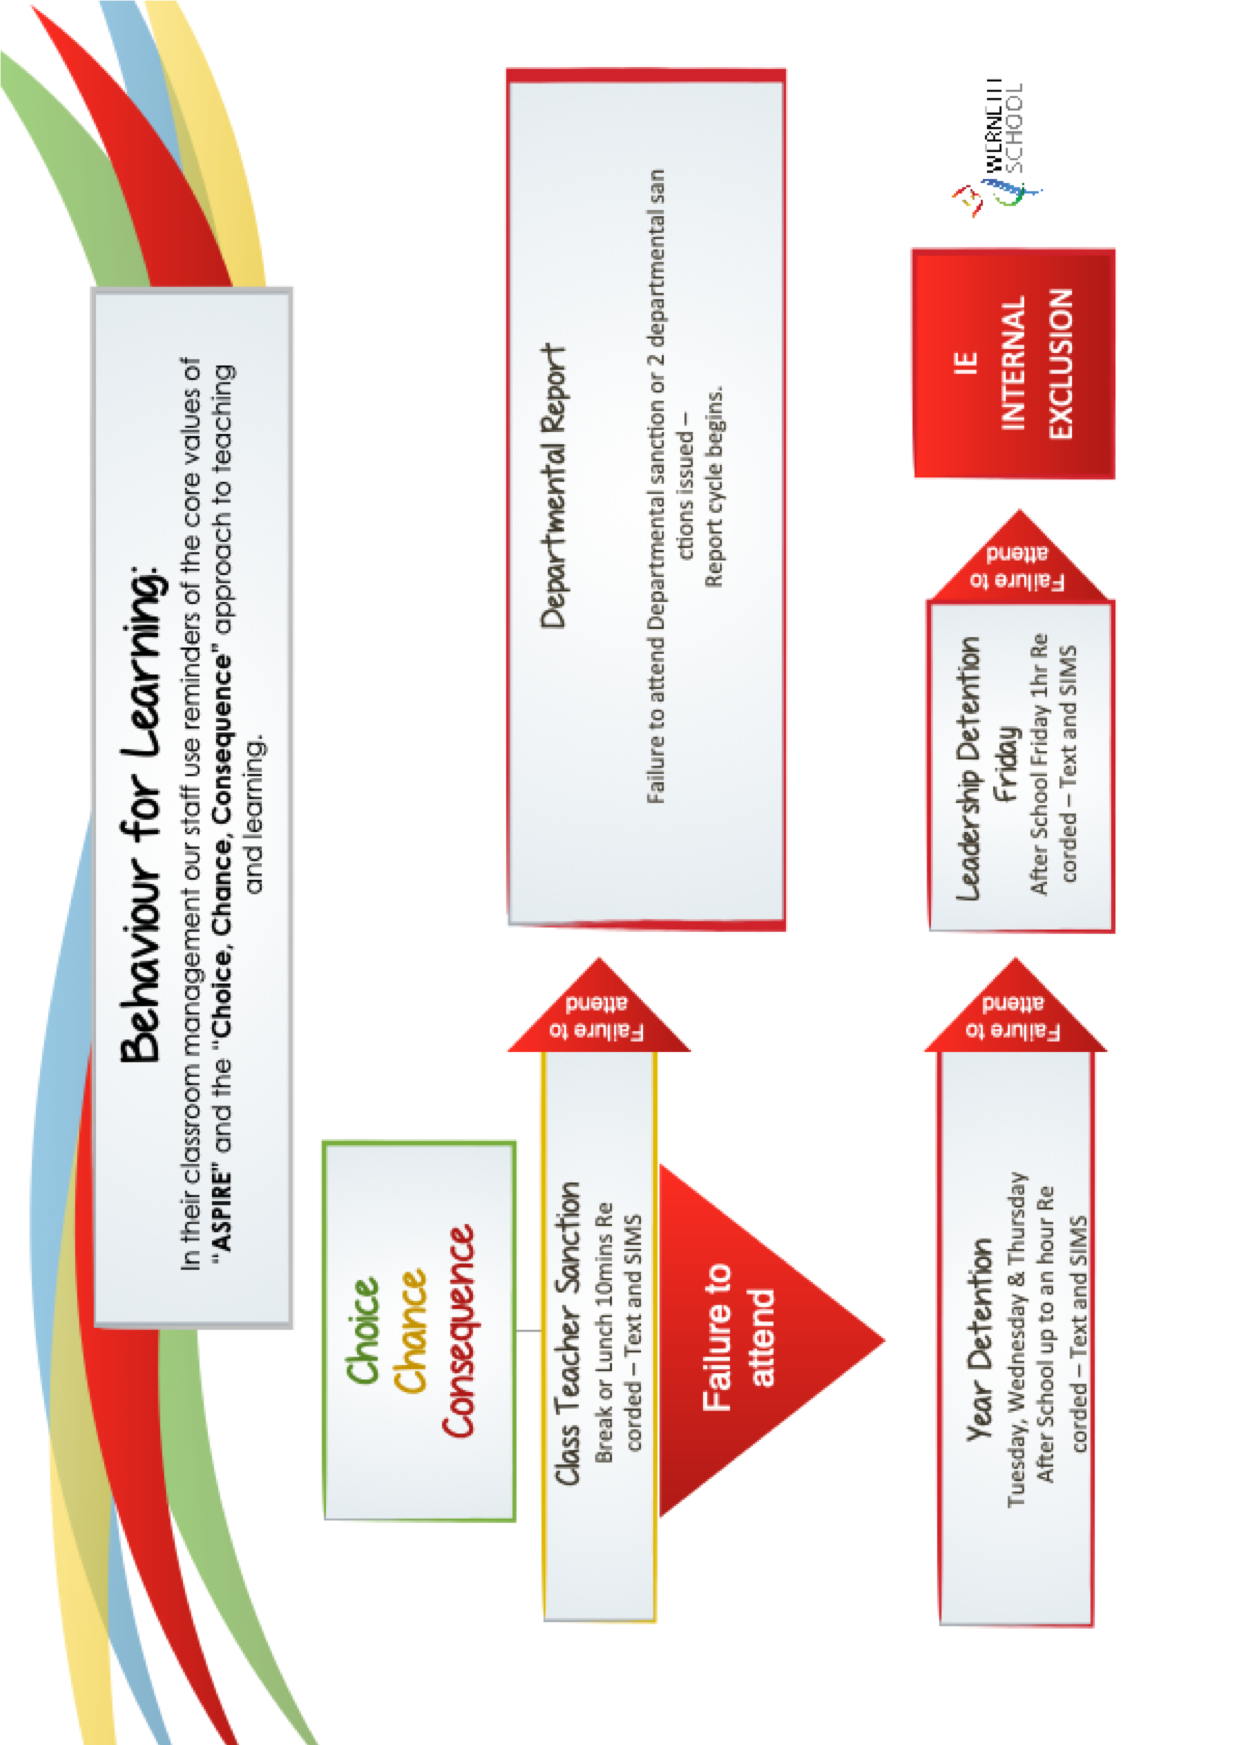 Behaviour for Learning:
In their classroom management our staff use reminders of the core values of
“ASPIRE” and the “Choice, Chance, Consequence” approach to teaching
and learning.
Choice
Chance
Consequence
Class Teacher Sanction
Break or Lunch 10mins Re
corded – Text and SIMS
Failure to
attend
Departmental Report
Failure to attend Departmental sanction or 2 departmental san
ctions issued –
Report cycle begins.
Failure to
attend
Year Detention
Tuesday, Wednesday & Thursday
After School up to an hour Re
corded – Text and SIMS
Failure to
attend
Leadership Detention
Friday
After School Friday 1hr Re
corded – Text and SIMS
Failure to
attend
IE
INTERNAL
EXCLUSION
WERNETH
SCHOOL